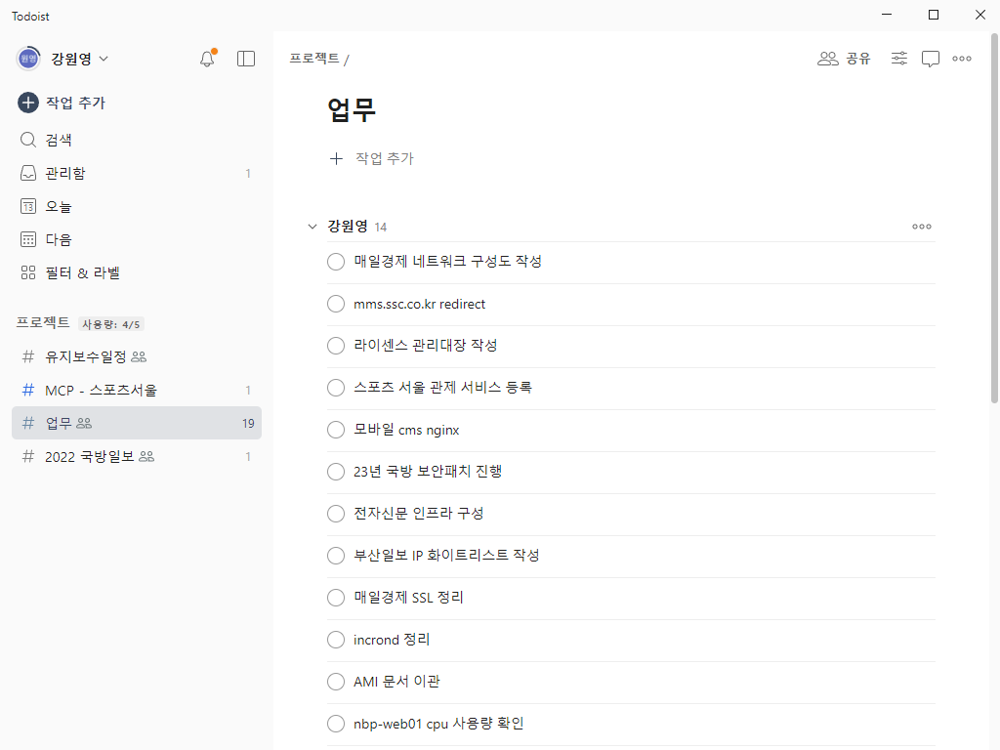 Todoist
원영 강원영
작업 추가
검색
관리함 1
13 오늘
다음
필터 & 라벨
프로젝트 사용량: 4/5
# 유지보수일정
# MCP - 스포츠서울 1
# 업무 19
# 2022 국방일보 1
프로젝트 /
공유
업무
+ 작업 추가
강원영 14
매일경제 네트워크 구성도 작성
mms.ssc.co.kr redirect
라이센스 관리대장 작성
스포츠 서울 관제 서비스 등록
모바일 cms nginx
23년 국방 보안패치 진행
전자신문 인프라 구성
부산일보 IP 화이트리스트 작성
매일경제 SSL 정리
incrond 정리
AMI 문서 이관
nbp-web01 cpu 사용량 확인